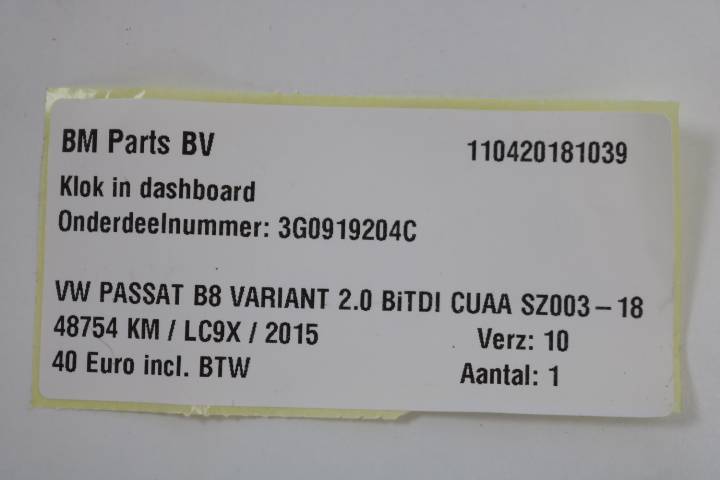 BM Parts BV 110420181039
Klok in dashboard
Onderdeelnummer: 3G0919204C
VW PASSAT B8 VARIANT 2.0 BiTDI CUAA SZ003-18
48754 KM / LC9X / 2015 Verz: 10
40 Euro incl. BTW Aantal: 1